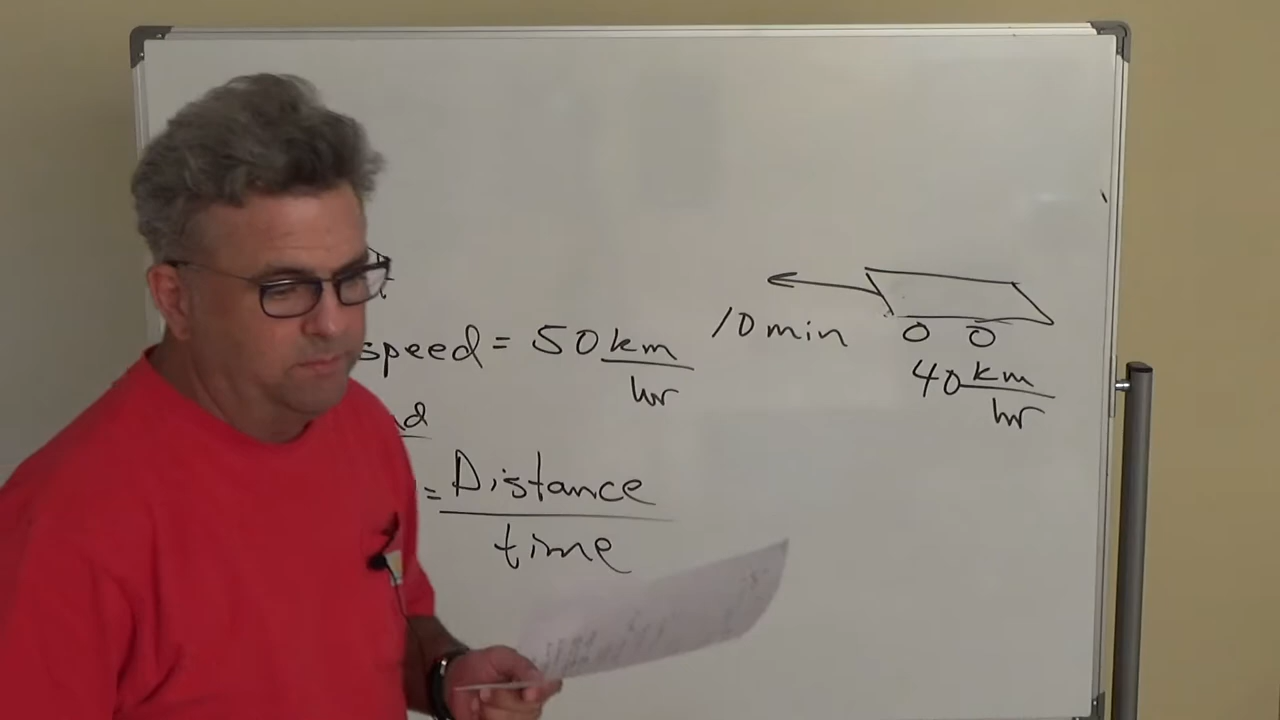 speed = 50 km
hr
= Distance
time
10 min
40 km
hr